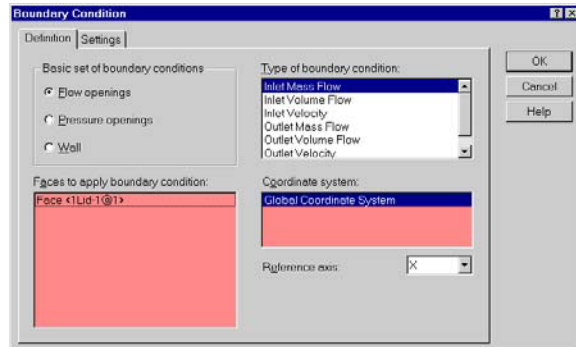 Boundary Condition
Definition
Settings
Basic set of boundary conditions
Flow openings
Pressure openings
Wall
Type of boundary condition:
Inlet Mass Flow
Inlet Volume Flow
Inlet Velocity
Outlet Mass Flow
Outlet Volume Flow
Outlet Velocity
OK
Cancel
Help
Faces to apply boundary condition:
Face <1Lid-1@1>
Coordinate system:
Global Coordinate System
Reference axis:
X